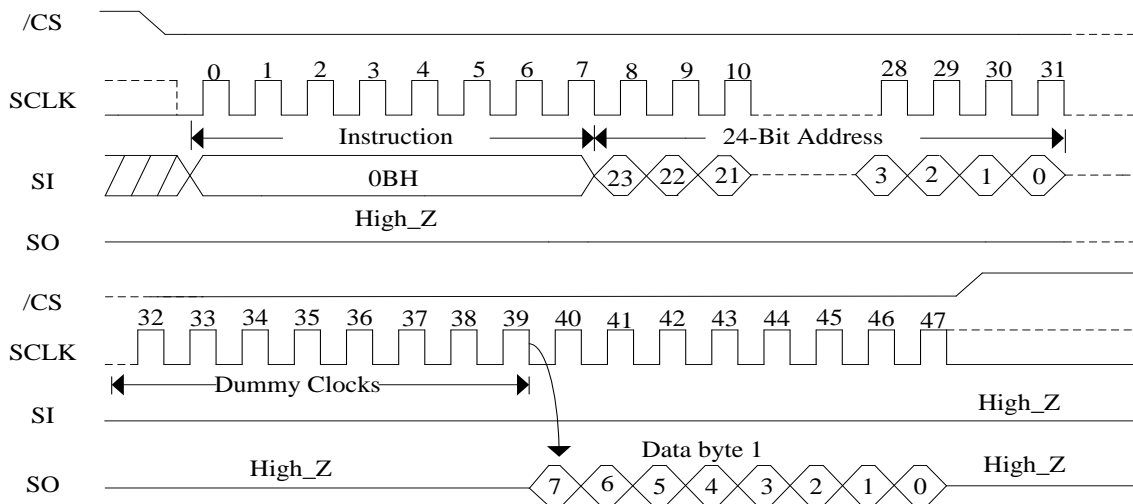 /CS
0 1 2 3 4 5 6 7 8 9 10 28 29 30 31
SCLK
Instruction 24-Bit Address
SI 0BH 23 22 21 3 2 1 0
High_Z
SO
/CS
32 33 34 35 36 37 38 39 40 41 42 43 44 45 46 47
SCLK
Dummy Clocks
SI High_Z
Data byte 1
SO High_Z 7 6 5 4 3 2 1 0 High_Z